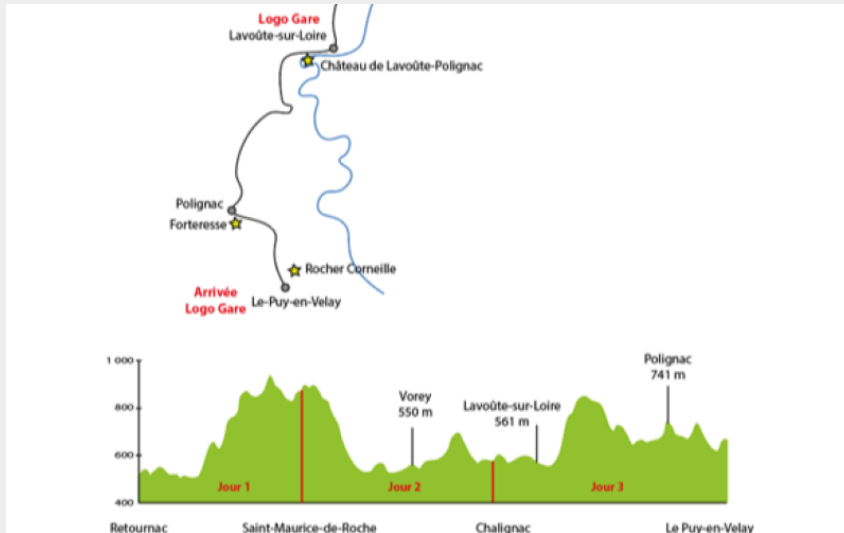 Logo Gare
Lavoûte-sur-Loire
Château de Lavoûte-Polignac
Polignac
Forteresse
Rocher Corneille
Arrivée
Logo Gare
Le-Puy-en-Velay
1 000
800
600
400
Vorey
550 m
Lavoûte-sur-Loire
561 m
Polignac
741 m
Jour 1
Jour 2
Jour 3
Retournac
Saint-Maurice-de-Roche
Chalignac
Le Puy-en-Velay